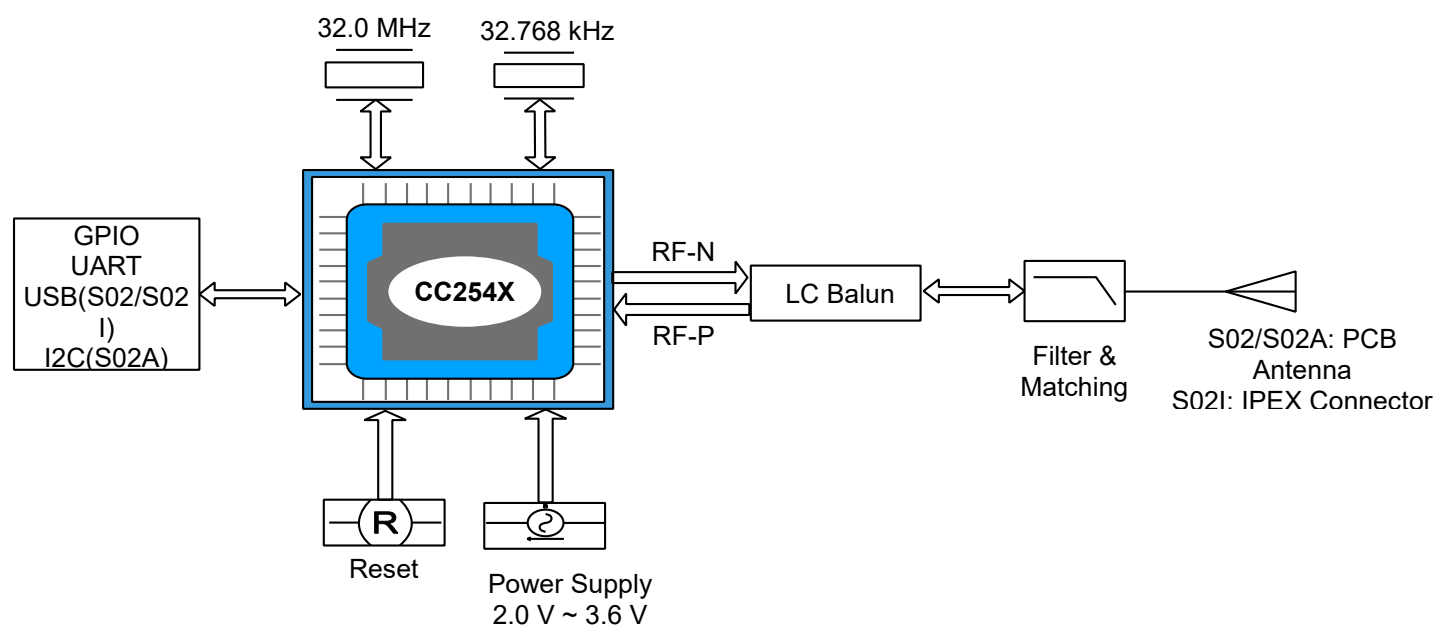 32.0 MHz
32.768 kHz
GPIO
UART
USB(S02/S02
I)
I2C(S02A)
CC254X
RF-N
RF-P
LC Balun
Filter &
Matching
S02/S02A: PCB
Antenna
S02I: IPEX Connector
R
Reset
Power Supply
2.0 V ~ 3.6 V